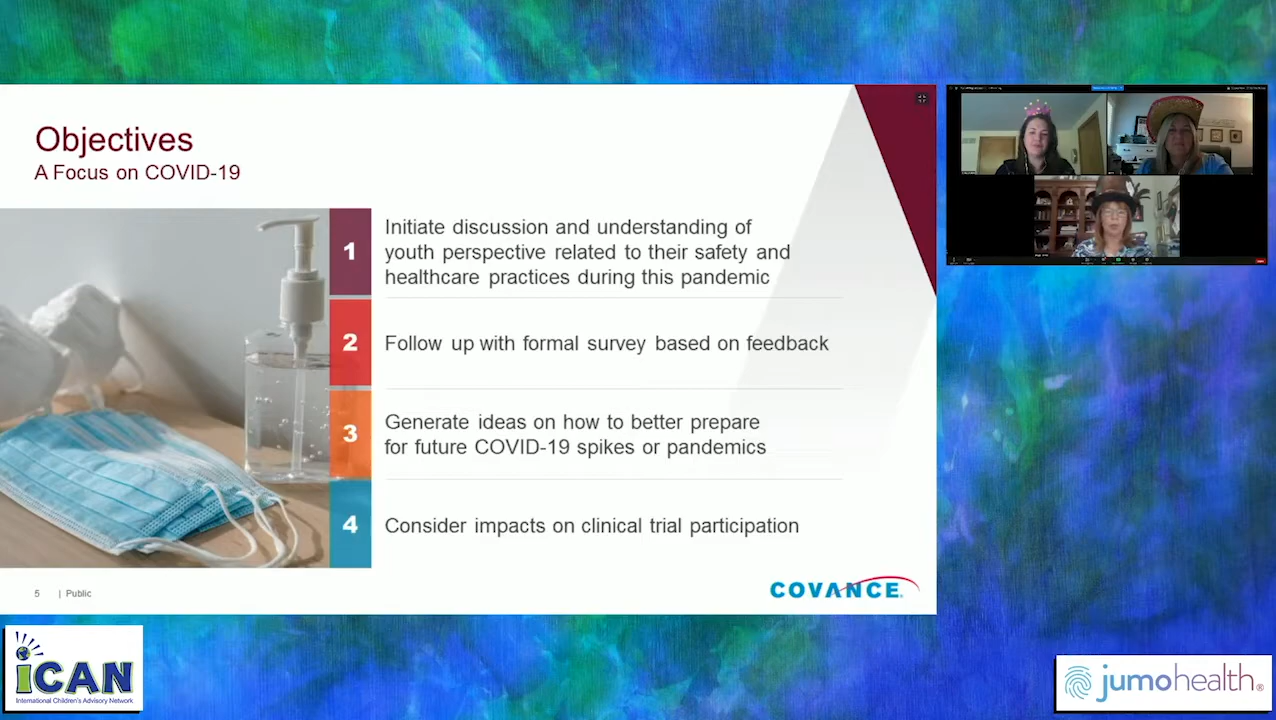 Objectives
A Focus on COVID-19
1
Initiate discussion and understanding of
youth perspective related to their safety and
healthcare practices during this pandemic
2
Follow up with formal survey based on feedback
3
Generate ideas on how to better prepare
for future COVID-19 spikes or pandemics
4
Consider impacts on clinical trial participation
5 | Public
COVANCE
iCAN
International Children's Advisory Network
jumohealth®